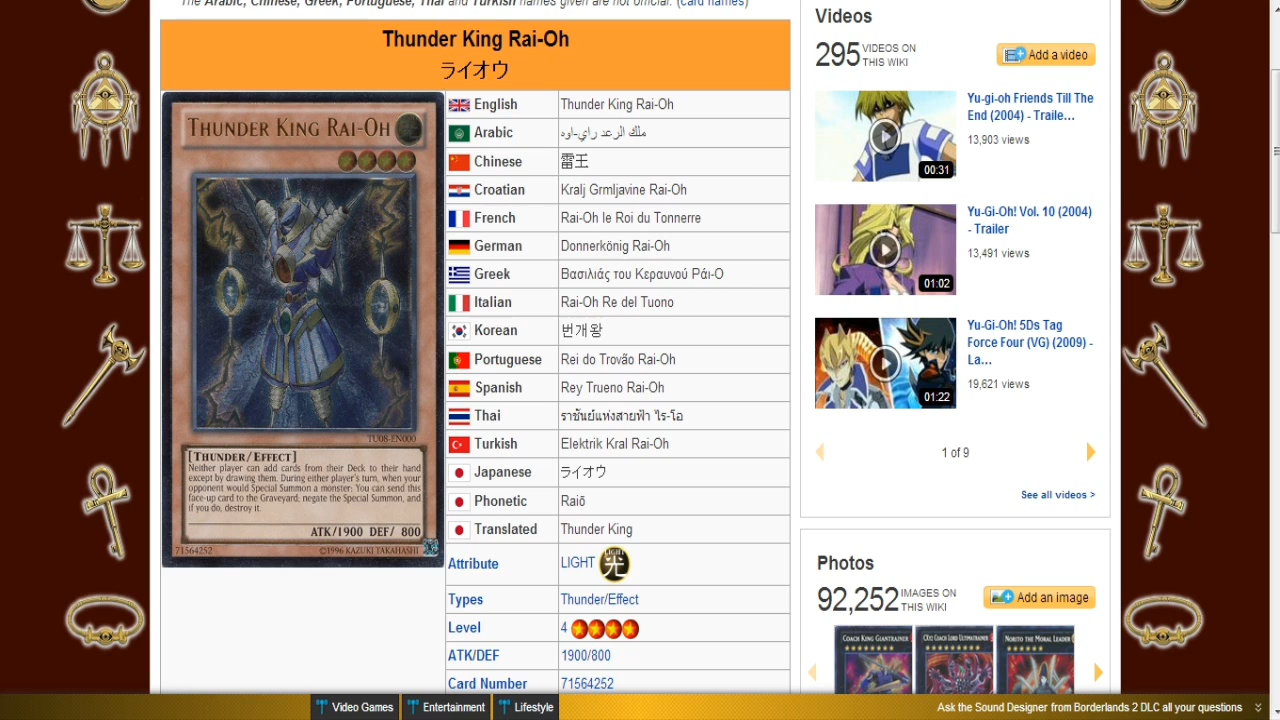 The Arabic, Chinese, Greek, Portuguese, Thai and Turkish names given are not official. (card names)
Thunder King Rai-Oh
ライオウ
THUNDER KING RAI-OH
TU08-EN000
[THUNDER/EFFECT]
Neither player can add cards from their Deck to their hand
except by drawing them. During either player's turn, when your
opponent would Special Summon a monster: You can send this
face-up card to the Graveyard; negate the Special Summon, and
if you do, destroy it.
ATK/1900 DEF/ 800
71564252
©1996 KAZUKI TAKAHASHI
English Thunder King Rai-Oh
Arabic ملك الرعد راي-اوه
Chinese 雷王
Croatian Kralj Grmljavine Rai-Oh
French Rai-Oh le Roi du Tonnerre
German Donnerkönig Rai-Oh
Greek Βασιλιάς του Κεραυνού Ράι-Ο
Italian Rai-Oh Re del Tuono
Korean 번개왕
Portuguese Rei do Trovão Rai-Oh
Spanish Rey Trueno Rai-Oh
Thai ราชันย์แห่งสายฟ้า ไร-โอ
Turkish Elektrik Kral Rai-Oh
Japanese ライオウ
Phonetic Raiō
Translated Thunder King
Attribute LIGHT LIGHT 光
Types Thunder/Effect
Level 4
ATK/DEF 1900/800
Card Number 71564252
Videos
295 VIDEOS ON
THIS WIKI
Add a video
00:31
Yu-gi-oh Friends Till The
End (2004) - Traile...
13,903 views
01:02
Yu-Gi-Oh! Vol. 10 (2004)
- Trailer
13,491 views
01:22
Yu-Gi-Oh! 5Ds Tag
Force Four (VG) (2009) -
La...
19,621 views
1 of 9
See all videos >
Photos
92,252 IMAGES ON
THIS WIKI
Add an image
COACH KING GIANTRAINER
CXYZ COACH LORD ULTIMATRAINER
NORITO THE MORAL LEADER
Video Games
Entertainment
Lifestyle
Ask the Sound Designer from Borderlands 2 DLC all your questions